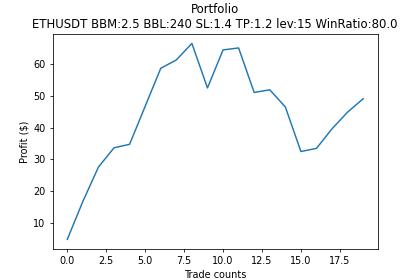 Portfolio
ETHUSDT BBM:2.5 BBL:240 SL:1.4 TP:1.2 lev:15 WinRatio:80.0
60
50
40
30
20
10
Profit ($)
0.0 2.5 5.0 7.5 10.0 12.5 15.0 17.5
Trade counts